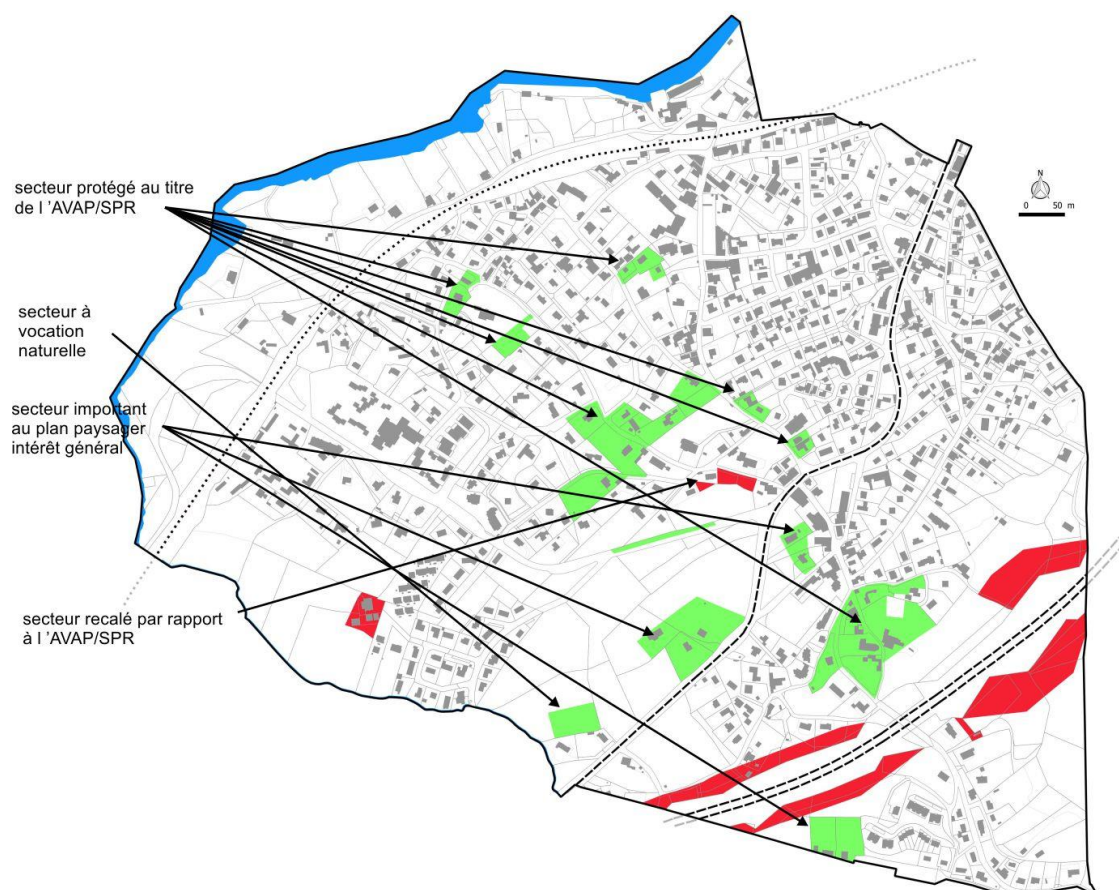 secteur protégé au titre
de l 'AVAP/SPR
N
0 50 m
secteur à
vocation
naturelle
secteur important
au plan paysager
intérêt général
secteur recalé par rapport
à l 'AVAP/SPR